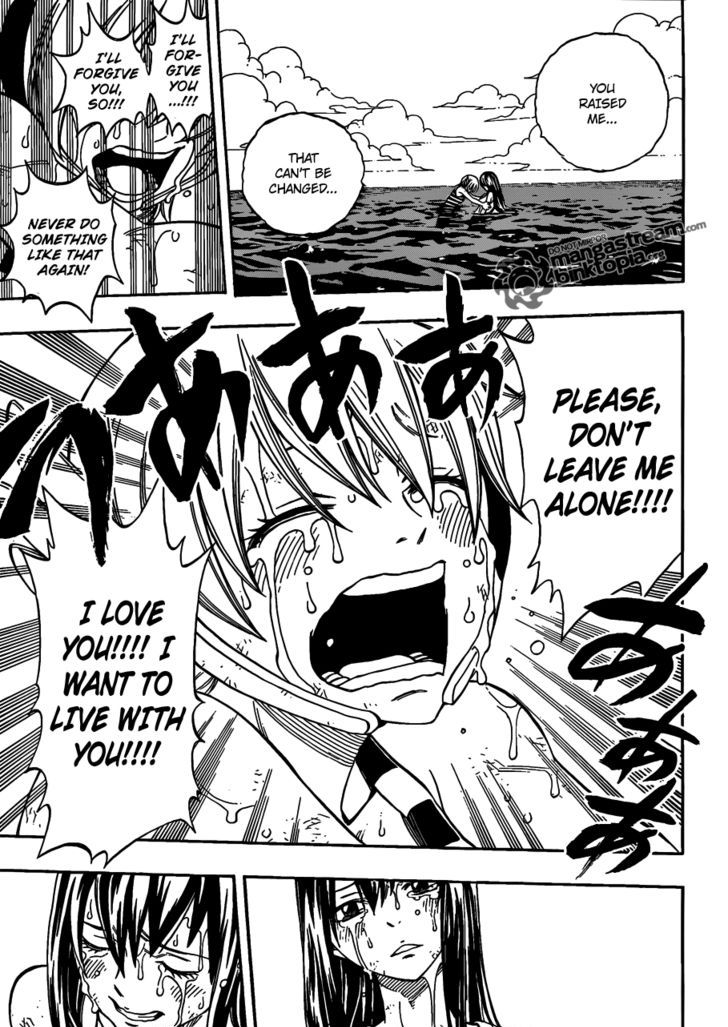 YOU
RAISED
ME...
THAT
CAN'T BE
CHANGED...
DO NOT MIRROR
mangastream.com
binktopia.org
I'LL
FOR-
GIVE
YOU
...!!!
I'LL
FORGIVE
YOU,
SO!!!
NEVER DO
SOMETHING
LIKE THAT
AGAIN!
PLEASE,
DON'T
LEAVE ME
ALONE!!!!
I LOVE
YOU!!!! I
WANT TO
LIVE WITH
YOU!!!!
あああ
あああ